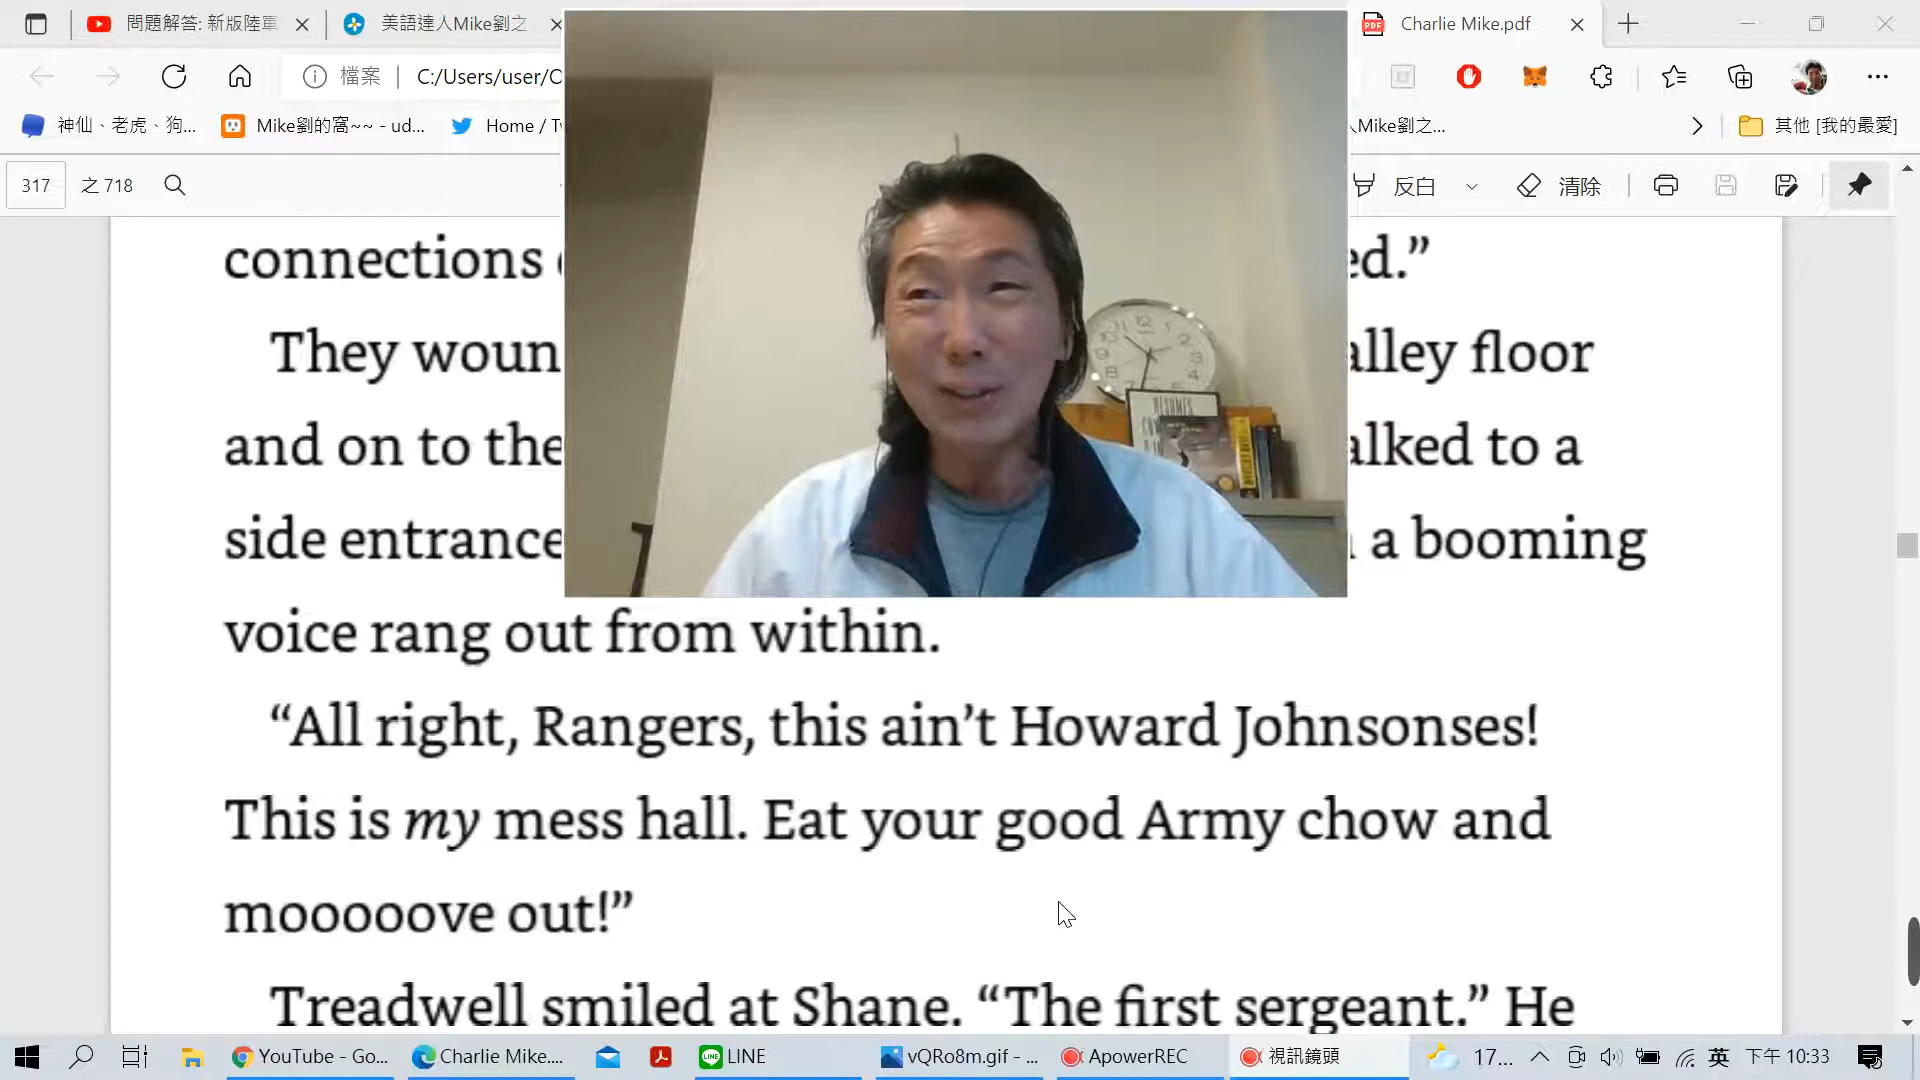 問題解答: 新版陸軍
美語達人Mike劉之
Charlie Mike.pdf
檔案
C:/Users/user/
神仙、老虎、狗...
Mike劉的窩~~ - ud...
Home /
Mike劉之...
其他 [我的最愛]
317
之 718
反白
清除
connections
ed.”
They woun
alley floor
and on to the
alked to a
side entrance
a booming
voice rang out from within.
“All right, Rangers, this ain’t Howard Johnsonses!
This is my mess hall. Eat your good Army chow and
mooooove out!”
Treadwell smiled at Shane. “The first sergeant.” He
YouTube - Go...
Charlie Mike....
LINE
vQRo8m.gif - ...
ApowerREC
視訊鏡頭
17...
英
下午 10:33